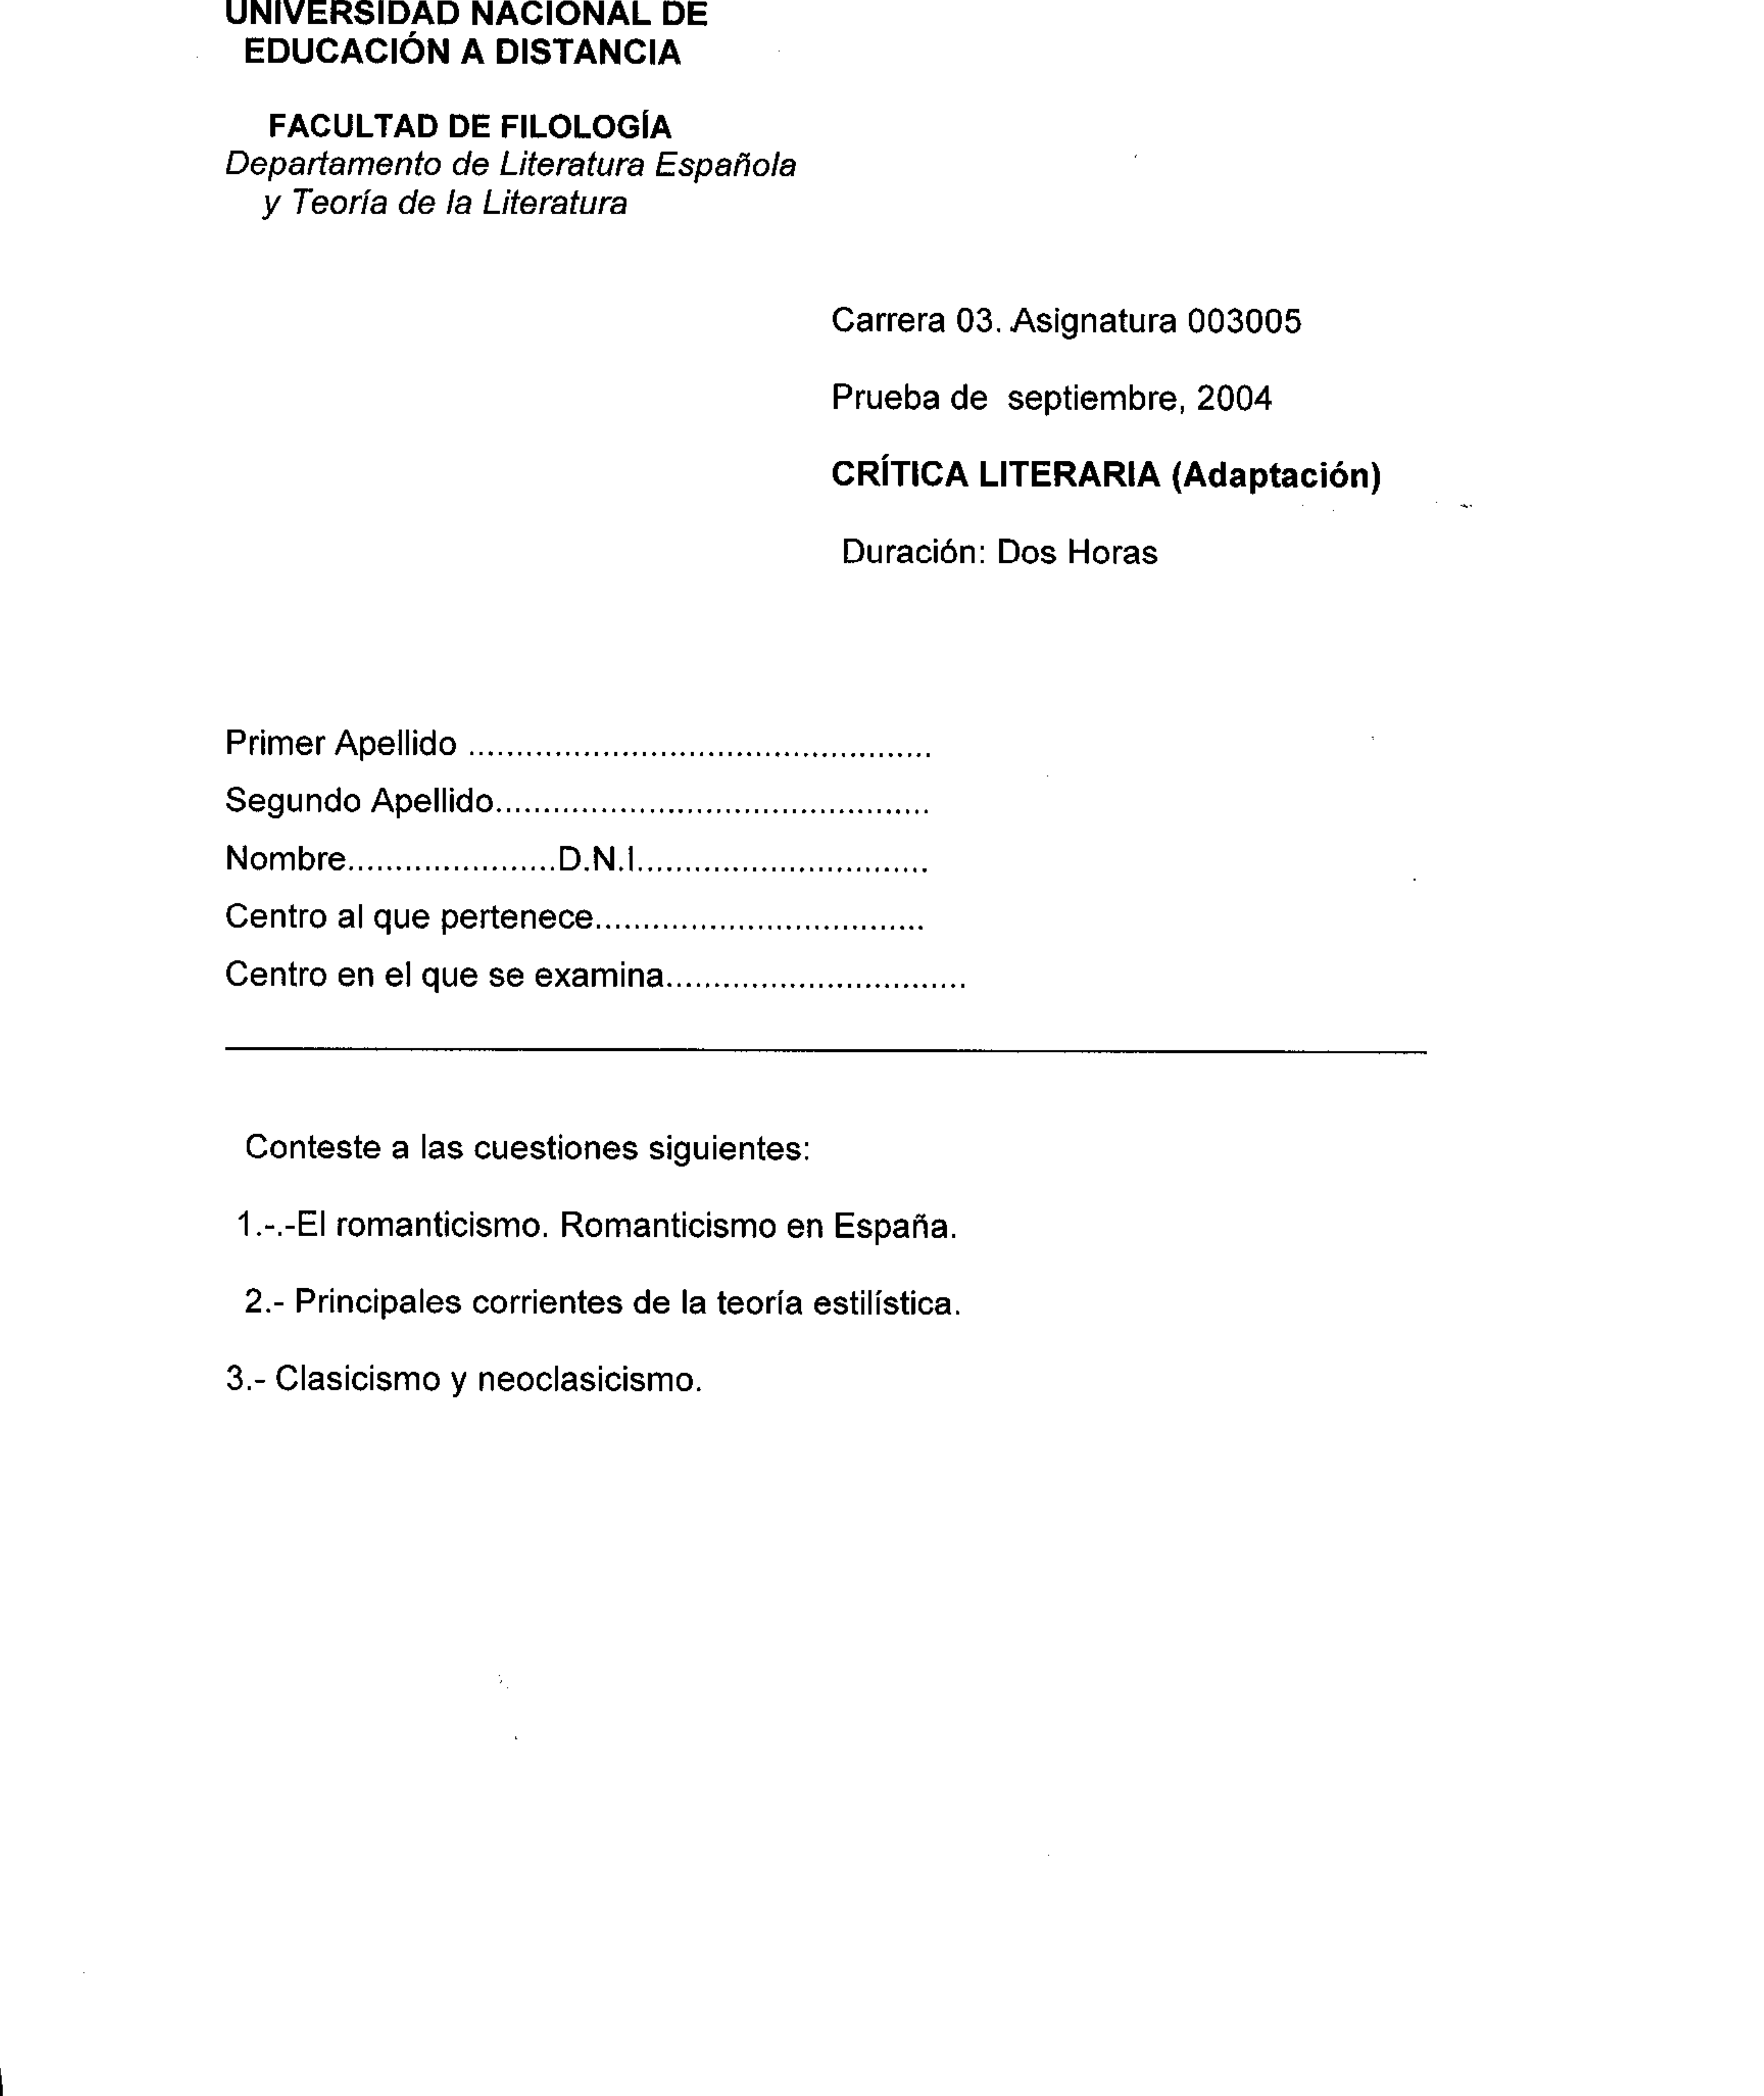 UNIVERSIDAD NACIONAL DE
EDUCACIÓN A DISTANCIA
FACULTAD DE FILOLOGÍA
Departamento de Literatura Española
y Teoría de la Literatura
Carrera 03. Asignatura 003005
Prueba de septiembre, 2004
CRÍTICA LITERARIA (Adaptación)
Duración: Dos Horas
Primer Apellido ................................................
Segundo Apellido.............................................
Nombre......................D.N.I..............................
Centro al que pertenece..................................
Centro en el que se examina...............................
Conteste a las cuestiones siguientes:
1.-.-El romanticismo. Romanticismo en España.
2.- Principales corrientes de la teoría estilística.
3.- Clasicismo y neoclasicismo.